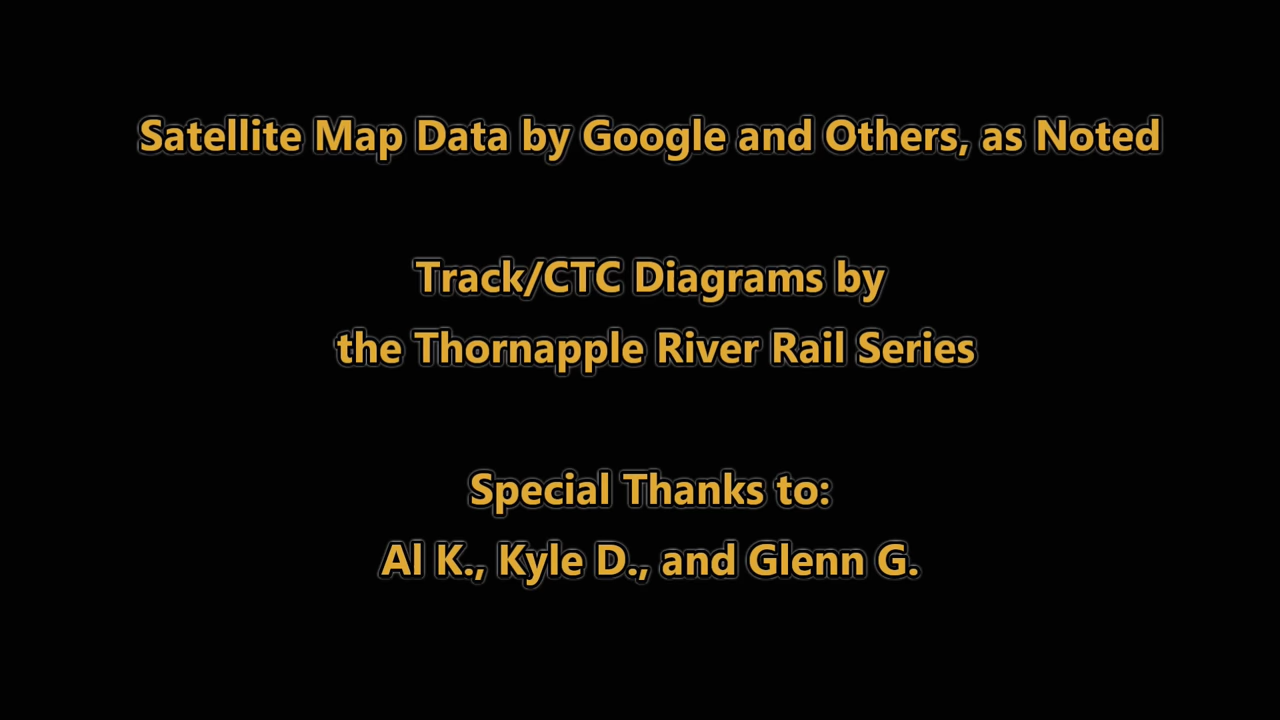 Satellite Map Data by Google and Others, as Noted
Track/CTC Diagrams by
the Thornapple River Rail Series
Special Thanks to:
Al K., Kyle D., and Glenn G.